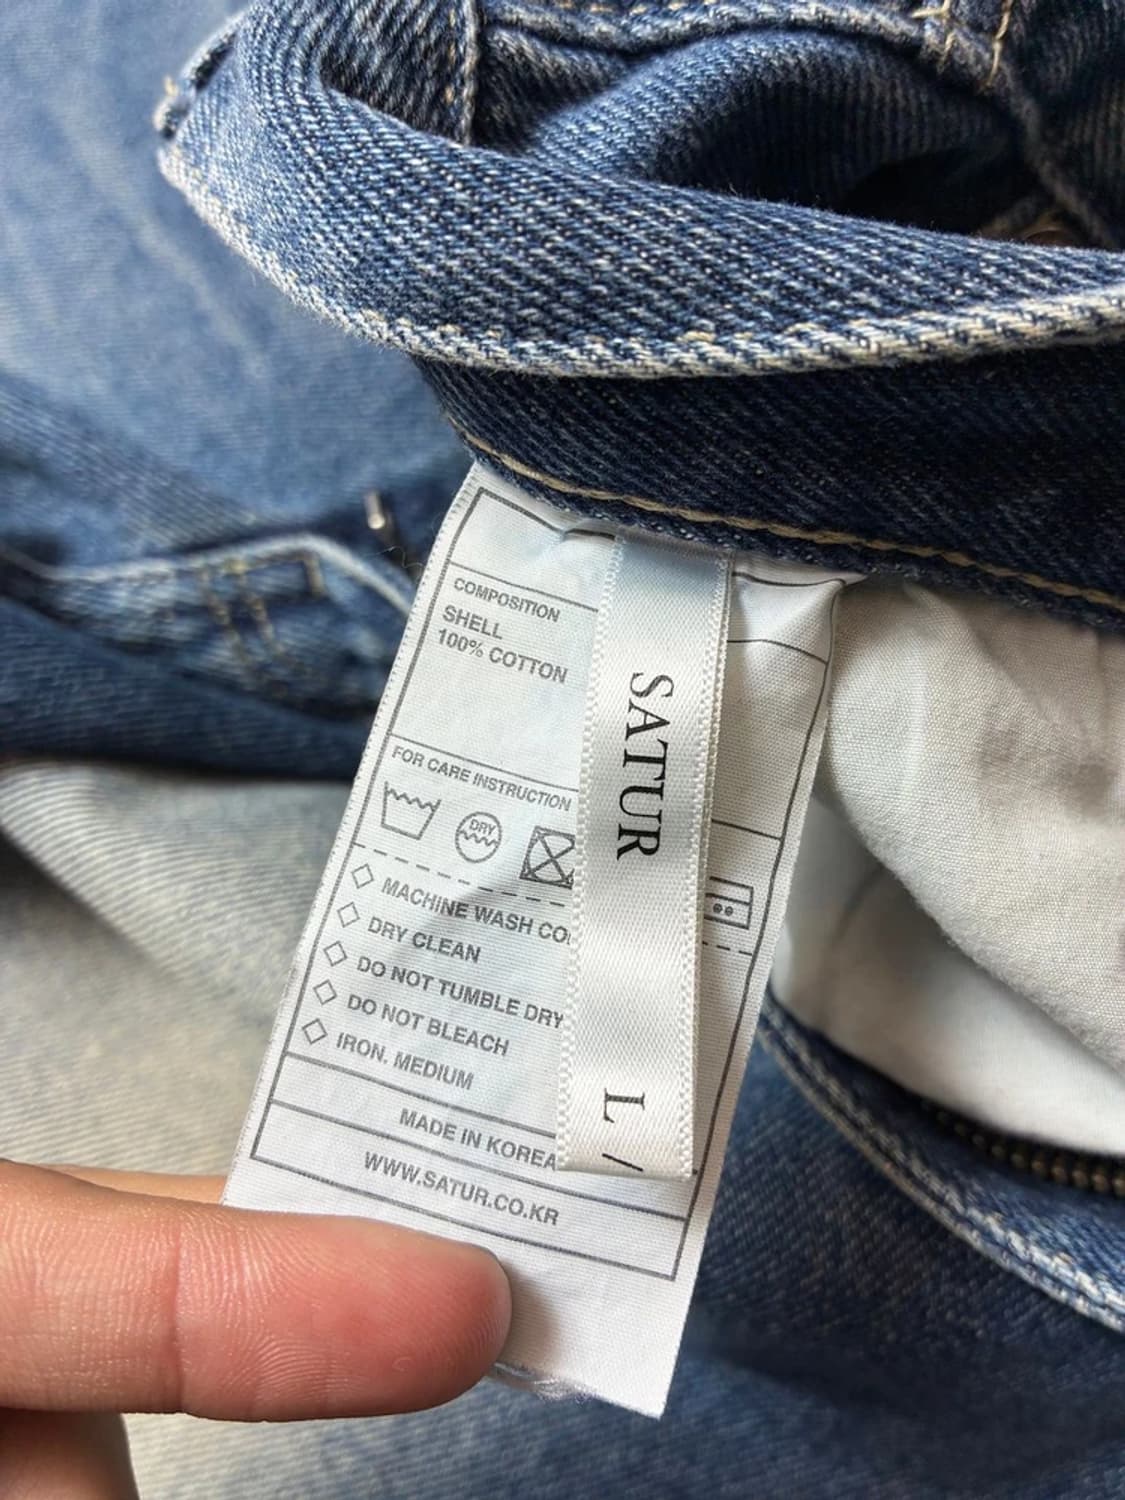 COMPOSITION
SHELL
100% COTTON
FOR CARE INSTRUCTION
DRY
MACHINE WASH
DRY CLEAN
DO NOT TUMBLE DRY
DO NOT BLEACH
IRON. MEDIUM
MADE IN KOREA
WWW.SATUR.CO.KR
SATUR
L /